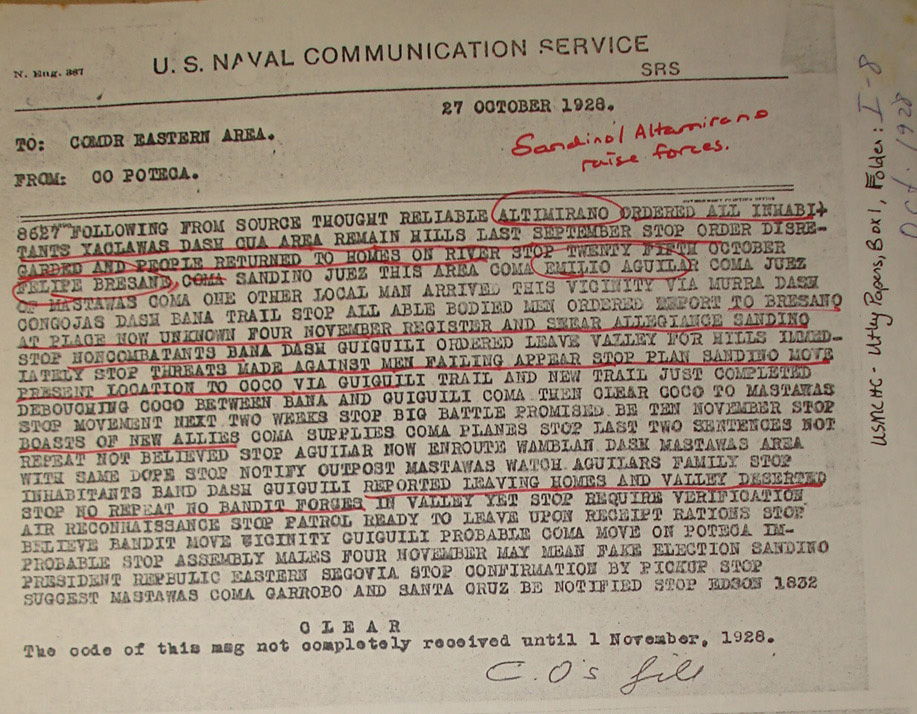 N. Eng. 387
U. S. NAVAL COMMUNICATION SERVICE
SRS
27 OCTOBER 1928.
TO: COMDR EASTERN AREA.
Sandino/Altamirano
raise forces.
FROM: CO POTECA.
8627 FOLLOWING FROM SOURCE THOUGHT RELIABLE ALTIMIRANO ORDERED ALL INHABI-
TANTS YACLAWAS DASH CUA AREA REMAIN HILLS LAST SEPTEMBER STOP ORDER DISRE-
GARDED AND PEOPLE RETURNED TO HOMES ON RIVER STOP TWENTY FIFTH OCTOBER
FELIPE BRESANO COMA SANDINO JUEZ THIS AREA COMA EMILIO AGUILAR COMA JUEZ
OF MASTAWAS COMA ONE OTHER LOCAL MAN ARRIVED THIS VICINITY VIA MURRA DASH
CONGOJAS DASH BANA TRAIL STOP ALL ABLE BODIED MEN ORDERED REPORT TO BRESANO
AT PLACE NOW UNKNOWN FOUR NOVEMBER REGISTER AND SWEAR ALLEGIANCE SANDINO
STOP NONCOMBATANTS BANA DASH GUIGUILI ORDERED LEAVE VALLEY FOR HILLS IMMED-
IATELY STOP THREATS MADE AGAINST MEN FAILING APPEAR STOP PLAN SANDINO MOVE
PRESENT LOCATION TO COCO VIA GUIGUILI TRAIL AND NEW TRAIL JUST COMPLETED
DEBOUCHING COCO BETWEEN BANA AND GUIGUILI COMA THEN CLEAR COCO TO MASTAWAS
STOP MOVEMENT NEXT TWO WEEKS STOP BIG BATTLE PROMISED BE TEN NOVEMBER STOP
BOASTS OF NEW ALLIES COMA SUPPLIES COMA PLANES STOP LAST TWO SENTENCES NOT
REPEAT NOT BELIEVED STOP AGUILAR NOW ENROUTE WAMBLAN DASH MASTAWAS AREA
WITH SAME DOPE STOP NOTIFY OUTPOST MASTAWAS WATCH AGUILARS FAMILY STOP
INHABITANTS BAND DASH GUIGUILI REPORTED LEAVING HOMES AND VALLEY DESERTED
STOP NO REPEAT NO BANDIT FORCES IN VALLEY YET STOP REQUIRE VERIFICATION
AIR RECONNAISSANCE STOP PATROL READY TO LEAVE UPON RECEIPT RATIONS STOP
BELIEVE BANDIT MOVE VICINITY GUIGUILI PROBABLE COMA MOVE ON POTECA IM-
PROBABLE STOP ASSEMBLY MALES FOUR NOVEMBER MAY MEAN FAKE ELECTION SANDINO
PRESIDENT REPBULIC EASTERN SEGOVIA STOP CONFIRMATION BY PICKUP STOP
SUGGEST MASTAWAS COMA GARROBO AND SANTA CRUZ BE NOTIFIED STOP EDSON 1832
C L E A R
The code of this msg not completely received until 1 November, 1928.
C.O's file
USMCHC - Utley Papers, Box 1, Folder: I-8
Oct. 1928